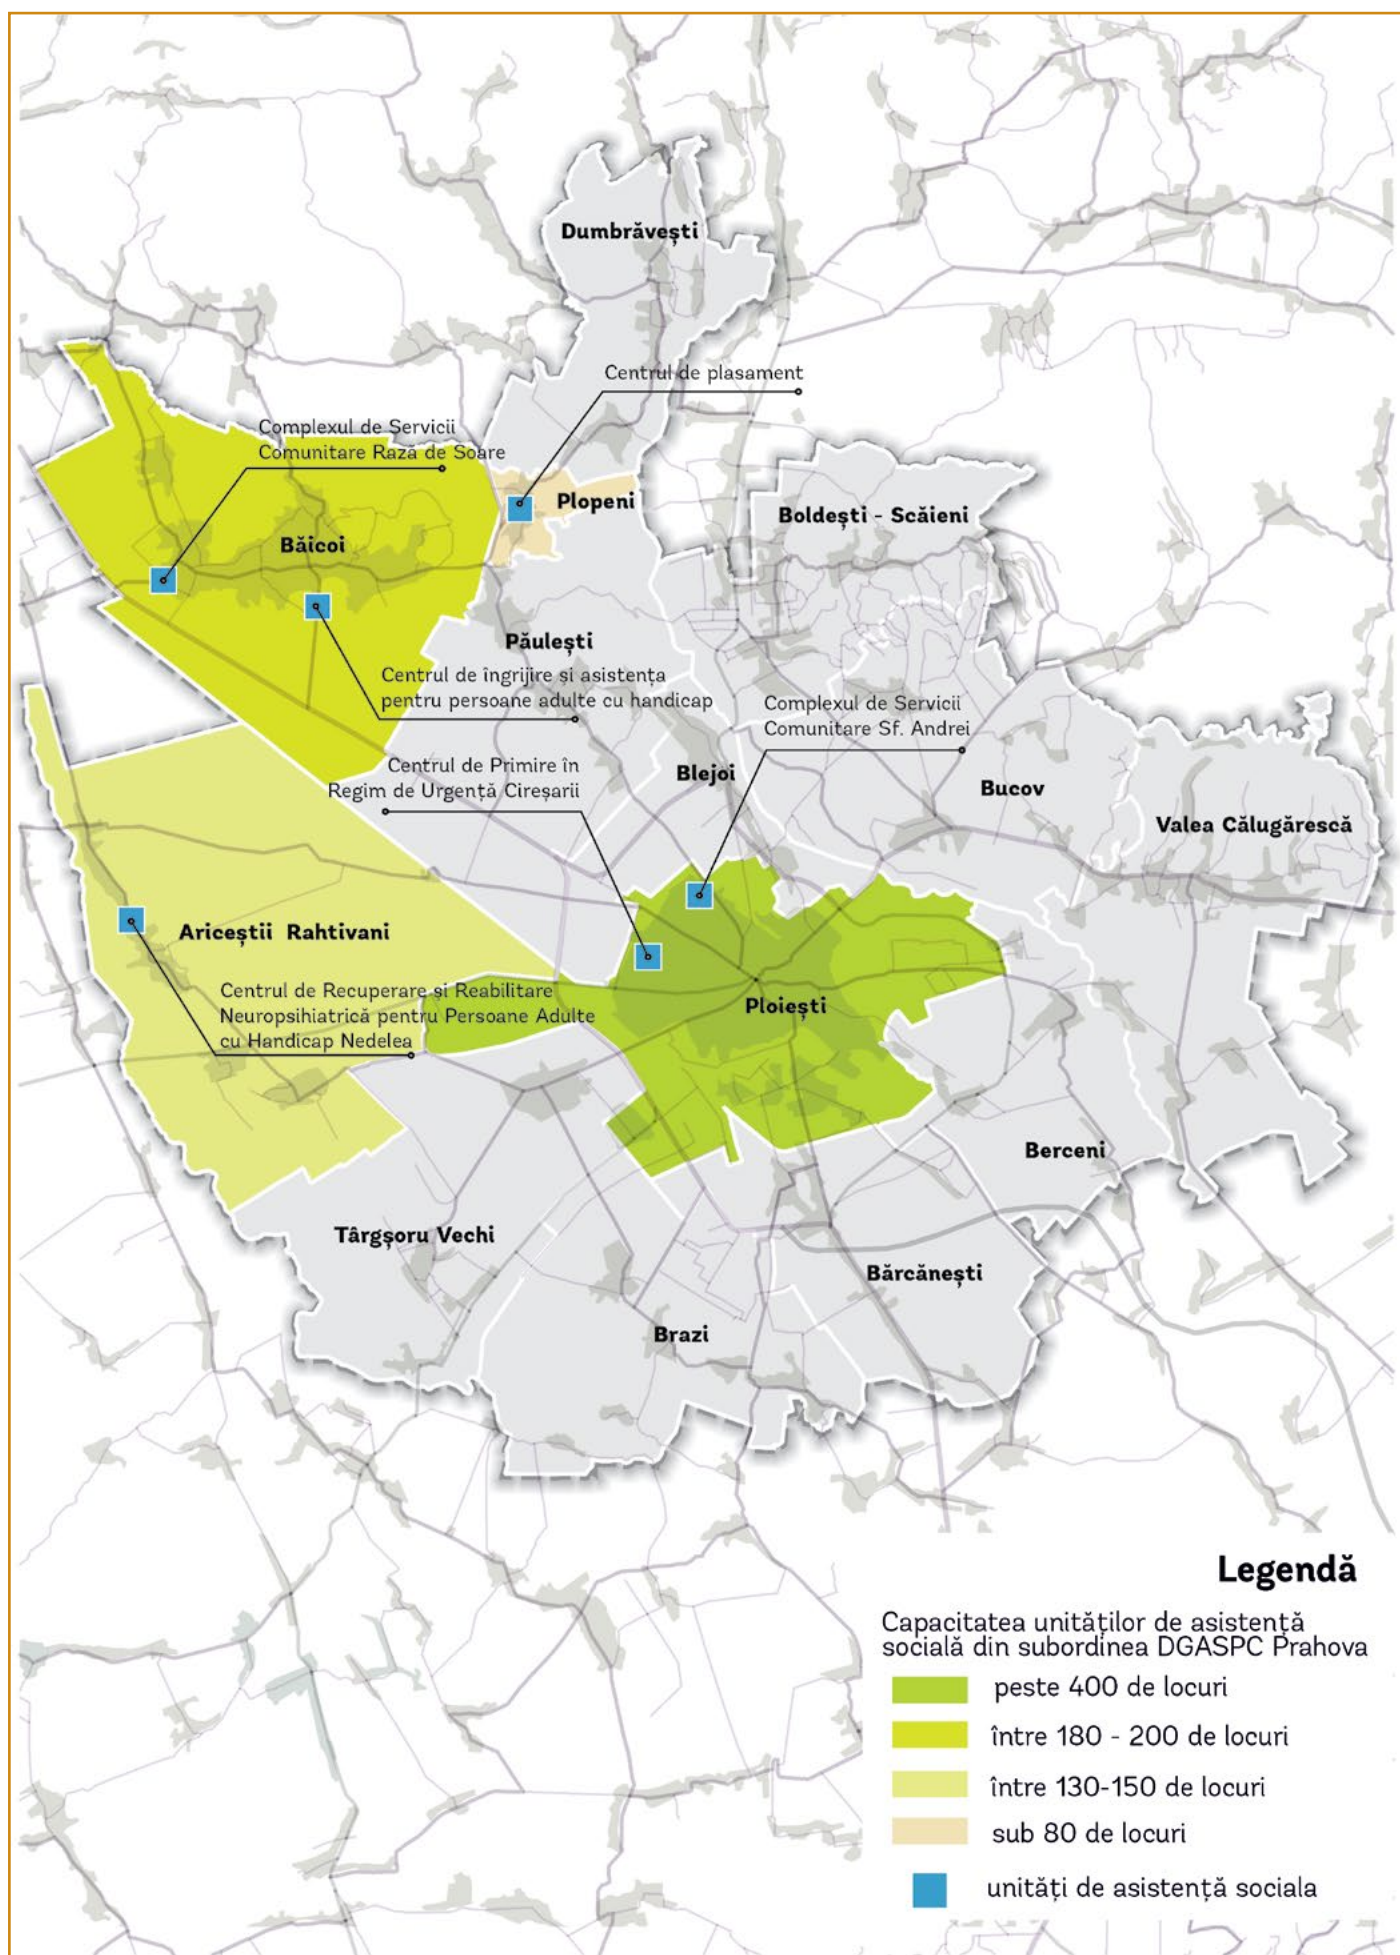 Dumbrăvești
Centrul de plasament
Complexul de Servicii
Comunitare Rază de Soare
Plopeni
Boldești - Scăieni
Băicoi
Păulești
Centrul de îngrijire și asistența
pentru persoane adulte cu handicap
Complexul de Servicii
Comunitare Sf. Andrei
Centrul de Primire în
Regim de Urgență Cireșarii
Blejoi
Bucov
Valea Călugărescă
Ariceștii Rahtivani
Centrul de Recuperare și Reabilitare
Neuropsihiatrică pentru Persoane Adulte
cu Handicap Nedelea
Ploiești
Berceni
Târgșoru Vechi
Bărcănești
Brazi
Legendă
Capacitatea unităților de asistență
socială din subordinea DGASPC Prahova
peste 400 de locuri
între 180 - 200 de locuri
între 130-150 de locuri
sub 80 de locuri
unități de asistență sociala